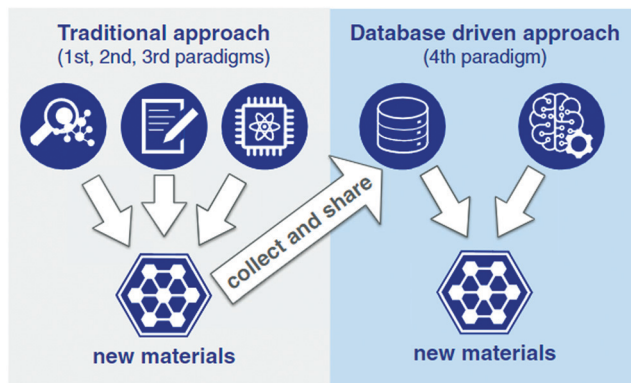 Traditional approach
(1st, 2nd, 3rd paradigms)
new materials
collect and share
Database driven approach
(4th paradigm)
new materials